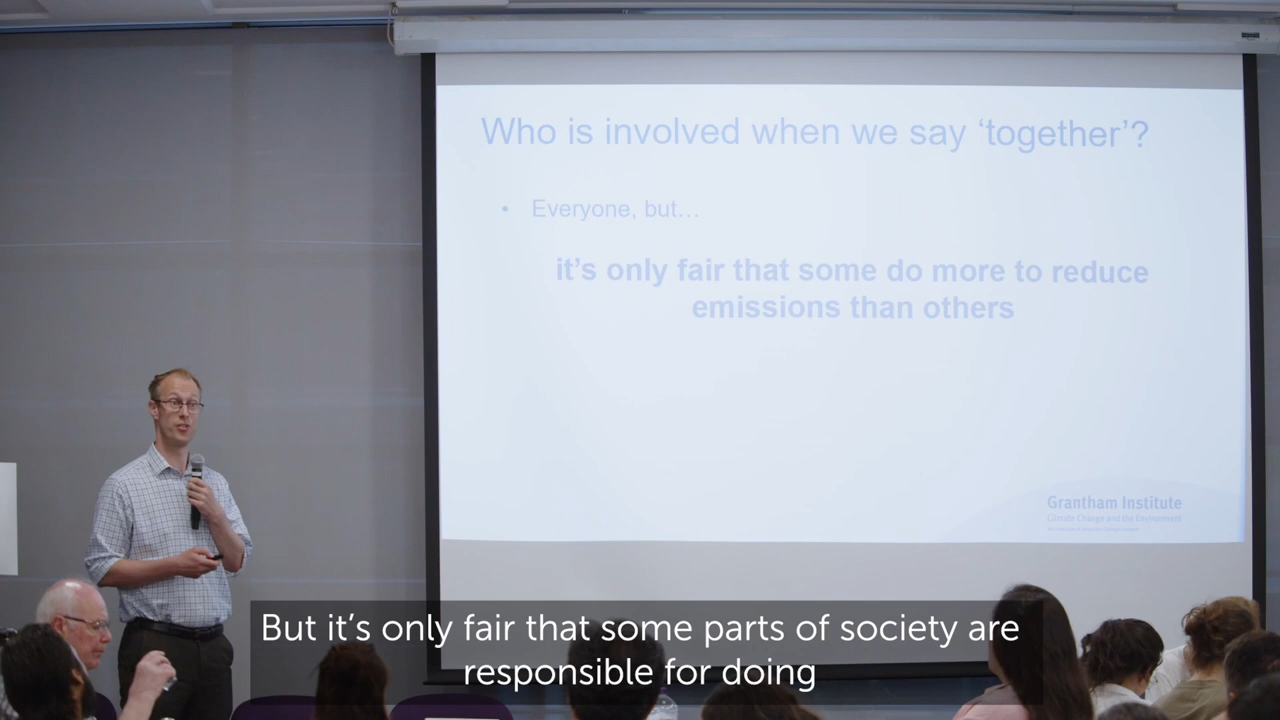 Who is involved when we say ‘together’?
• Everyone, but…
it’s only fair that some do more to reduce
emissions than others
Grantham Institute
Climate Change and the Environment
But it’s only fair that some parts of society are
responsible for doing